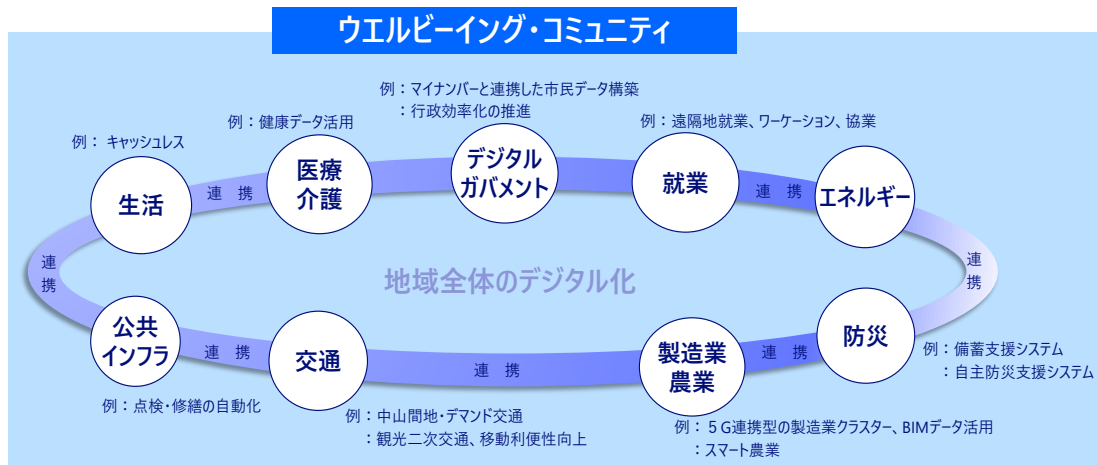 ウエルビーイング・コミュニティ
例：マイナンバーと連携した市民データ構築
：行政効率化の推進
例：健康データ活用
例：遠隔地就業、ワーケーション、協業
例： キャッシュレス
生活
連 携
医療
介護
デジタル
ガバメント
就業
連 携
エネルギー
連
携
地域全体のデジタル化
連
携
公共
インフラ
連 携
交通
連 携
製造業
農業
連 携
防災
例：備蓄支援システム
：自主防災支援システム
例：点検・修繕の自動化
例：中山間地・デマンド交通
：観光二次交通、移動利便性向上
例：５G連携型の製造業クラスター、BIMデータ活用
：スマート農業